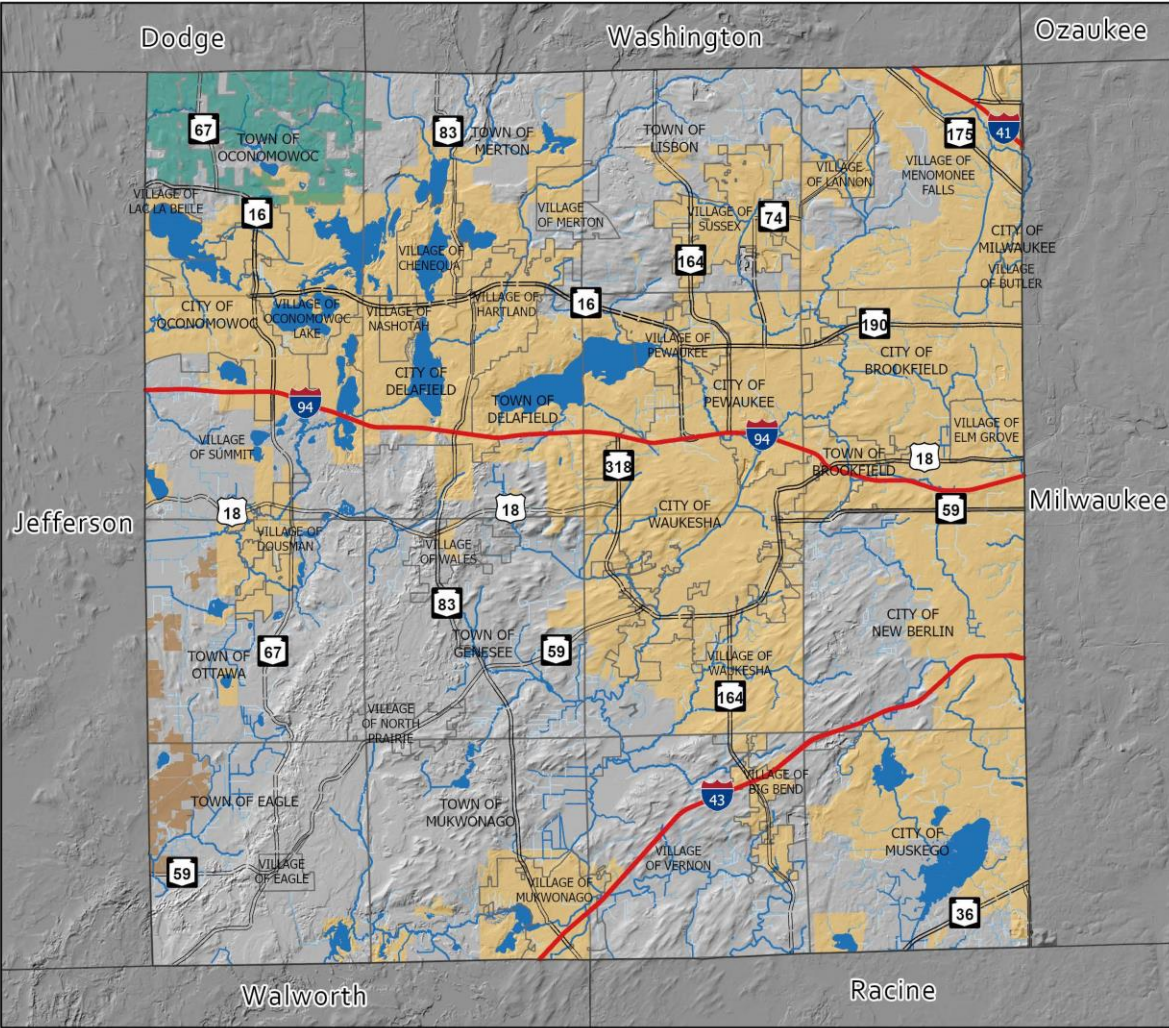 Dodge
Washington
Ozaukee
67
TOWN OF
OCONOMOWOC
83
TOWN OF
MERTON
TOWN OF
LISBON
175
41
VILLAGE OF
MENOMONEE
FALLS
VILLAGE
OF LANNON
VILLAGE OF
LAC LA BELLE
16
VILLAGE
OF MERTON
VILLAGE OF
SUSSEX
74
CITY OF
MILWAUKEE
VILLAGE OF
CHENEQUA
164
VILLAGE
OF BUTLER
CITY OF
OCONOMOWOC
VILLAGE OF
OCONOMOWOC
LAKE
VILLAGE OF
NASHOTAH
VILLAGE OF
HARTLAND
16
VILLAGE OF
PEWAUKEE
190
CITY OF
BROOKFIELD
CITY OF
DELAFIELD
TOWN OF
DELAFIELD
CITY OF
PEWAUKEE
94
VILLAGE OF
ELM GROVE
VILLAGE
OF SUMMIT
94
TOWN OF
BROOKFIELD
18
318
Jefferson
18
18
CITY OF
WAUKESHA
59
Milwaukee
VILLAGE OF
DOUSMAN
VILLAGE
OF WALES
83
CITY OF
NEW BERLIN
TOWN OF
OTTAWA
67
TOWN OF
GENESEE
59
VILLAGE OF
WAUKESHA
164
VILLAGE
OF NORTH
PRAIRIE
TOWN OF EAGLE
TOWN OF
MUKWONAGO
43
VILLAGE OF
BIG BEND
CITY OF
MUSKEGO
59
VILLAGE
OF EAGLE
VILLAGE OF
MUKWONAGO
VILLAGE
OF VERNON
36
Walworth
Racine